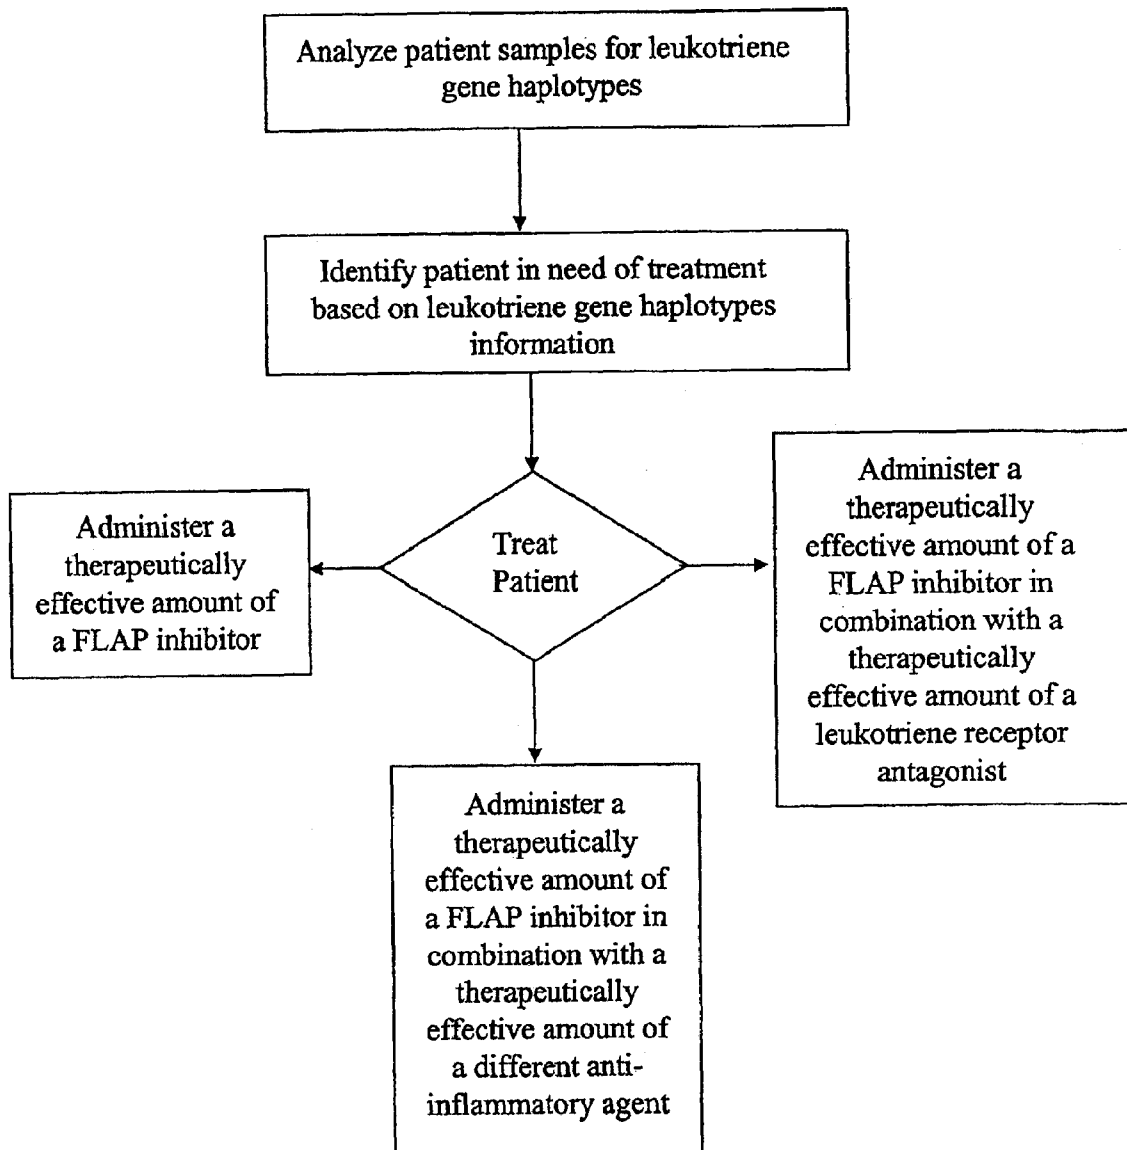 Analyze patient samples for leukotriene
gene haplotypes
Identify patient in need of treatment
based on leukotriene gene haplotypes
information
Treat
Patient
Administer a
therapeutically
effective amount of
a FLAP inhibitor
Administer a
therapeutically
effective amount of a
FLAP inhibitor in
combination with a
therapeutically
effective amount of a
leukotriene receptor
antagonist
Administer a
therapeutically
effective amount of
a FLAP inhibitor in
combination with a
therapeutically
effective amount of
a different anti-
inflammatory agent